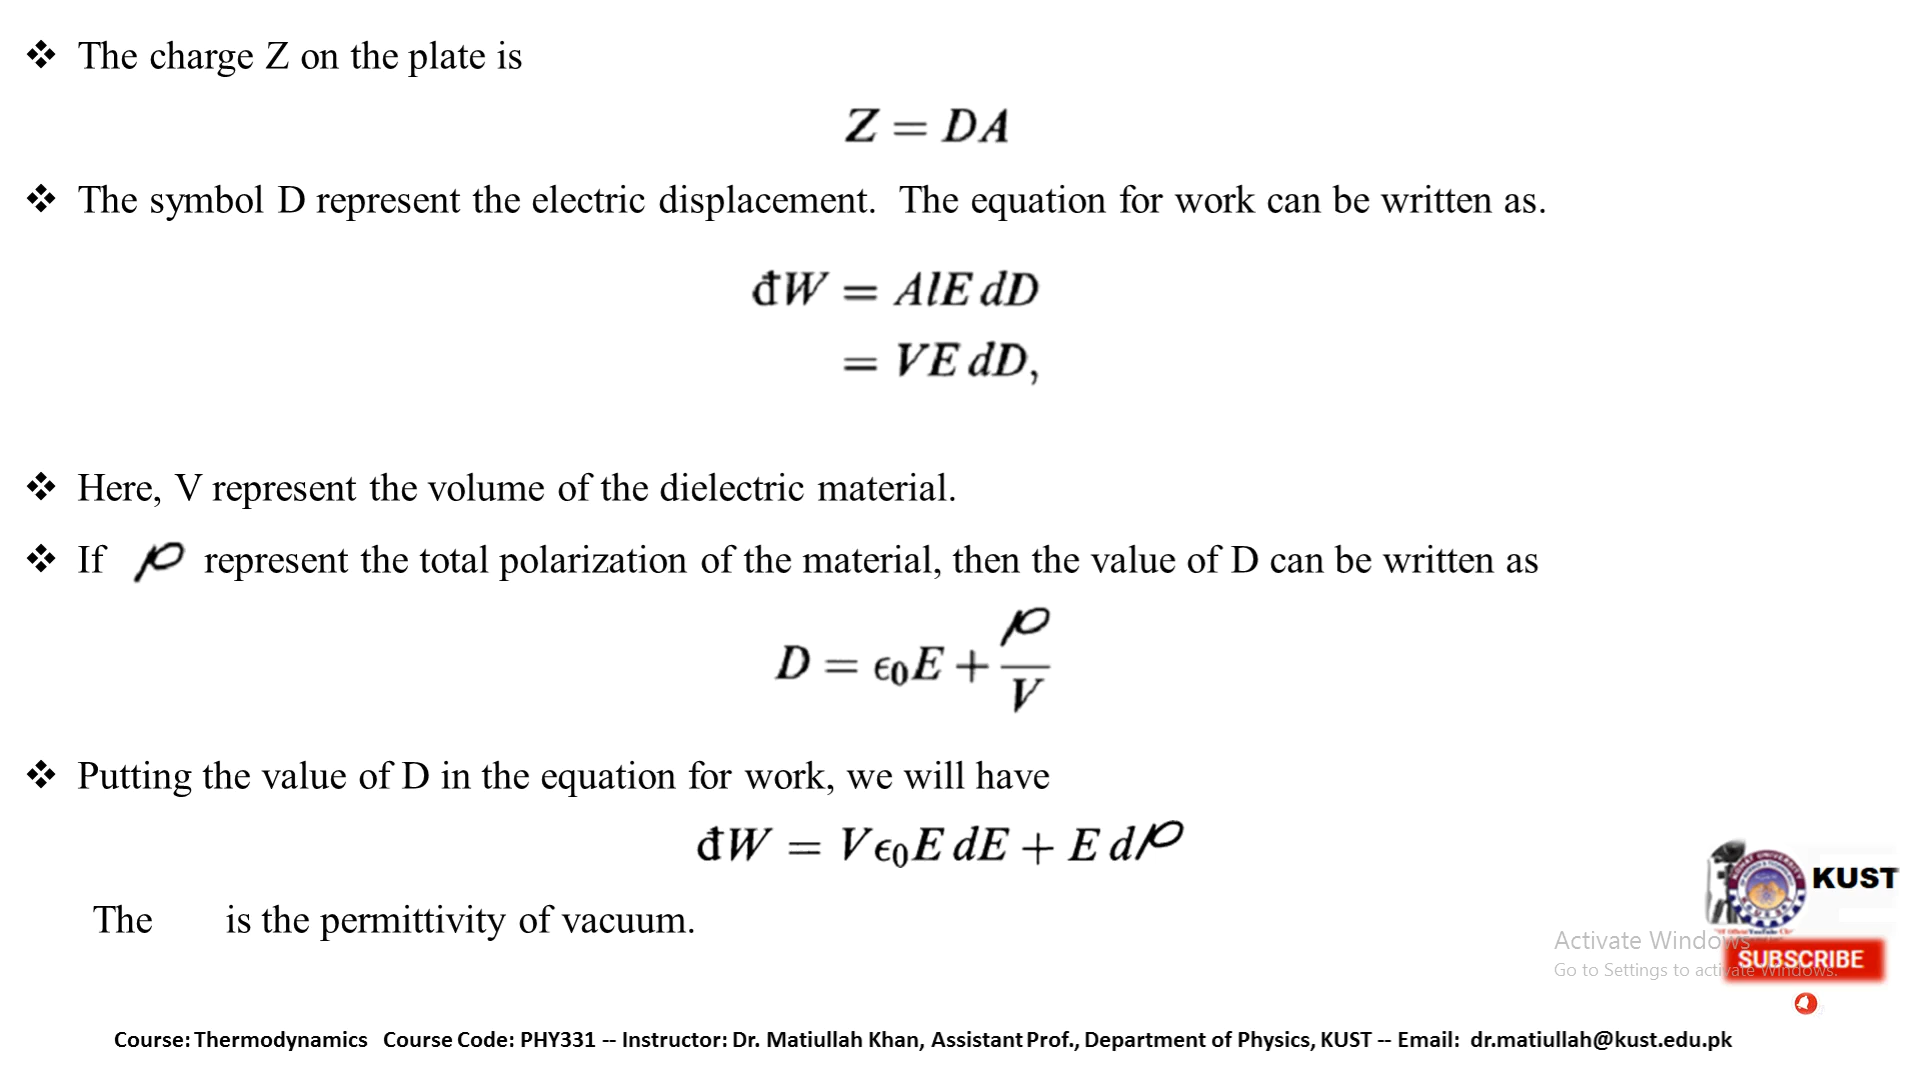 ❖ The charge Z on the plate is
Z = DA
❖ The symbol D represent the electric displacement. The equation for work can be written as.
đW = AlE dD
= VE dD,
❖ Here, V represent the volume of the dielectric material.
❖ If 𝒫 represent the total polarization of the material, then the value of D can be written as
D = ϵ₀E + 𝒫/V
❖ Putting the value of D in the equation for work, we will have
đW = Vϵ₀E dE + E d𝒫
The is the permittivity of vacuum.
KUST
Activate Windows
SUBSCRIBE
Go to Settings to activate Windows.
Course: Thermodynamics Course Code: PHY331 -- Instructor: Dr. Matiullah Khan, Assistant Prof., Department of Physics, KUST -- Email: dr.matiullah@kust.edu.pk